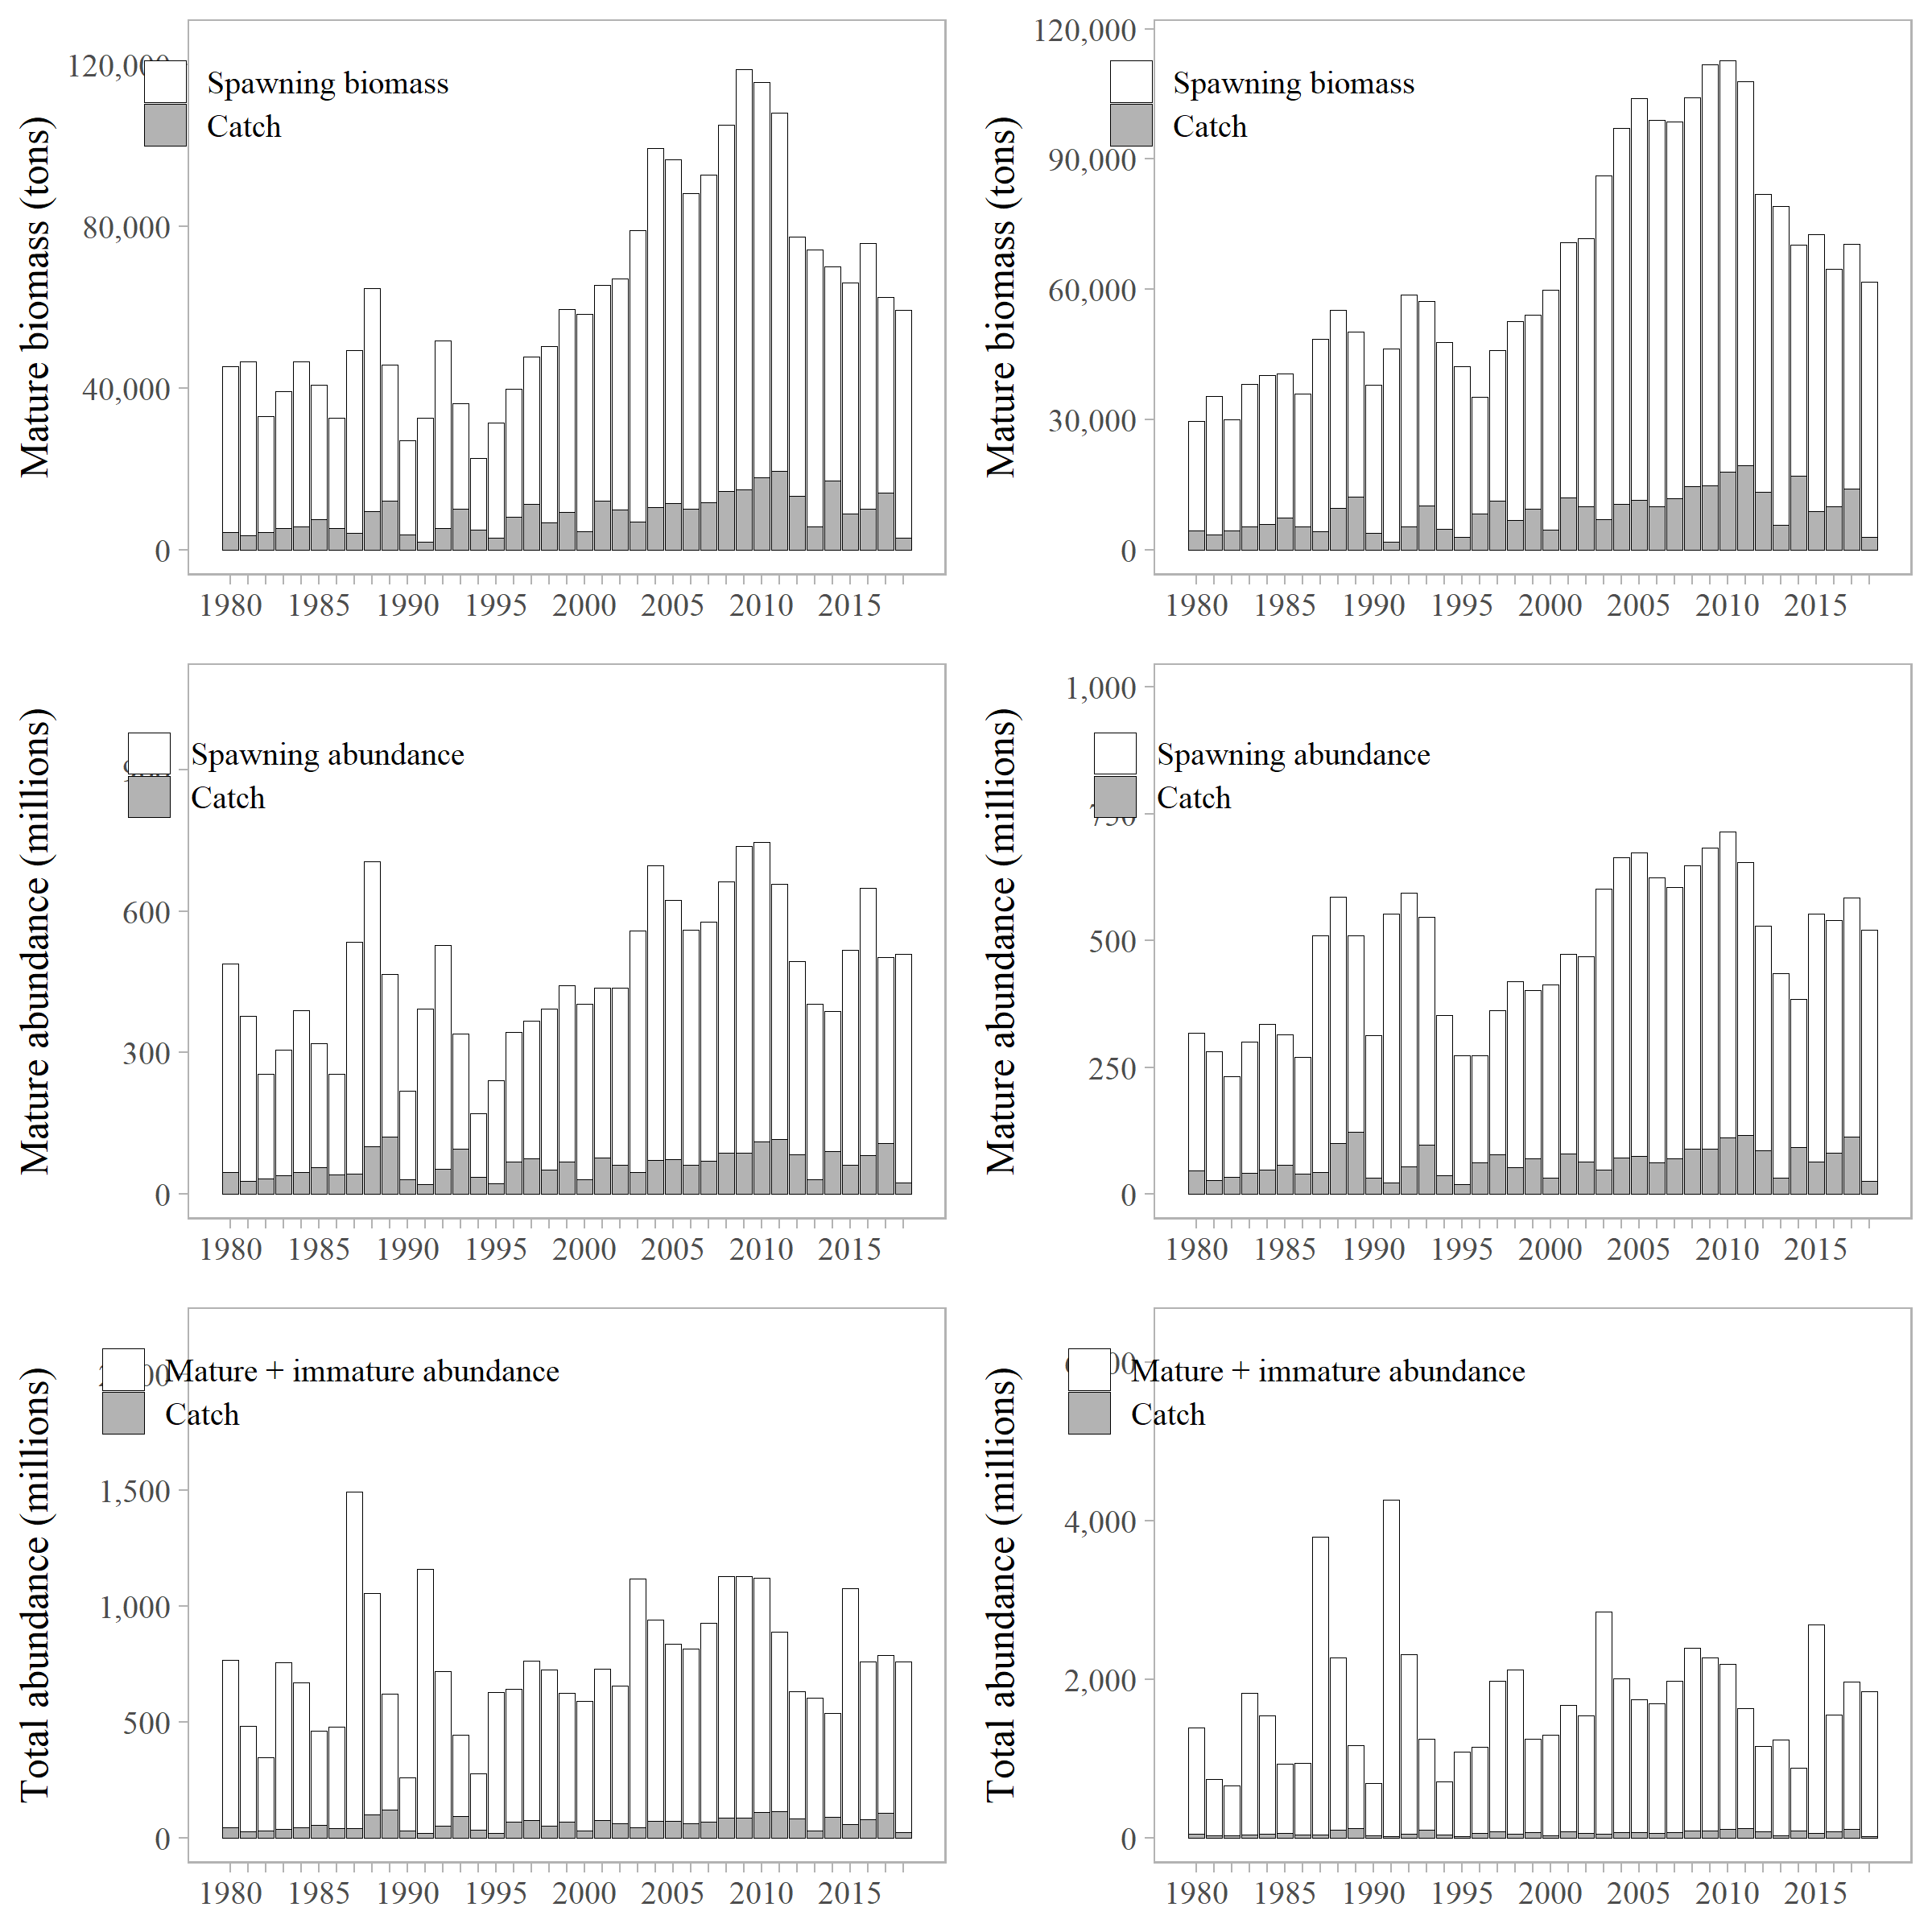 Mature biomass (tons)
Spawning biomass
Catch
80,000
40,000
0
1980 1985 1990 1995 2000 2005 2010 2015
Mature biomass (tons)
120,000
Spawning biomass
Catch
90,000
60,000
30,000
0
1980 1985 1990 1995 2000 2005 2010 2015
Mature abundance (millions)
Spawning abundance
Catch
600
300
0
1980 1985 1990 1995 2000 2005 2010 2015
Mature abundance (millions)
1,000
Spawning abundance
Catch
500
250
0
1980 1985 1990 1995 2000 2005 2010 2015
Total abundance (millions)
Mature + immature abundance
Catch
1,500
1,000
500
0
1980 1985 1990 1995 2000 2005 2010 2015
Total abundance (millions)
Mature + immature abundance
Catch
4,000
2,000
0
1980 1985 1990 1995 2000 2005 2010 2015